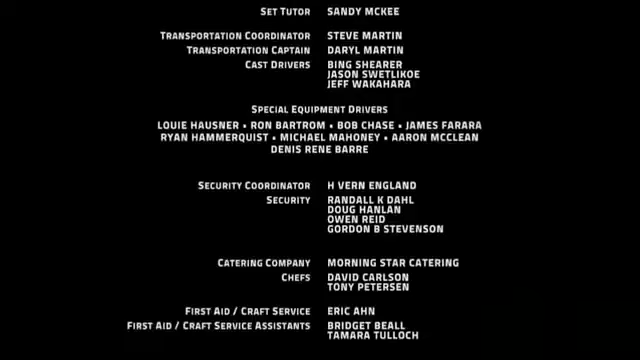 Set Tutor SANDY MCKEE
Transportation Coordinator STEVE MARTIN
Transportation Captain DARYL MARTIN
Cast Drivers BING SHEARER
JASON SWETLIKOE
JEFF WAKAHARA
Special Equipment Drivers
LOUIE HAUSNER • RON BARTROM • BOB CHASE • JAMES FARARA
RYAN HAMMERQUIST • MICHAEL MAHONEY • AARON MCCLEAN
DENIS RENE BARRE
Security Coordinator H VERN ENGLAND
Security RANDALL K DAHL
DOUG HANLAN
OWEN REID
GORDON B STEVENSON
Catering Company MORNING STAR CATERING
Chefs DAVID CARLSON
TONY PETERSEN
First Aid / Craft Service ERIC AHN
First Aid / Craft Service Assistants BRIDGET BEALL
TAMARA TULLOCH